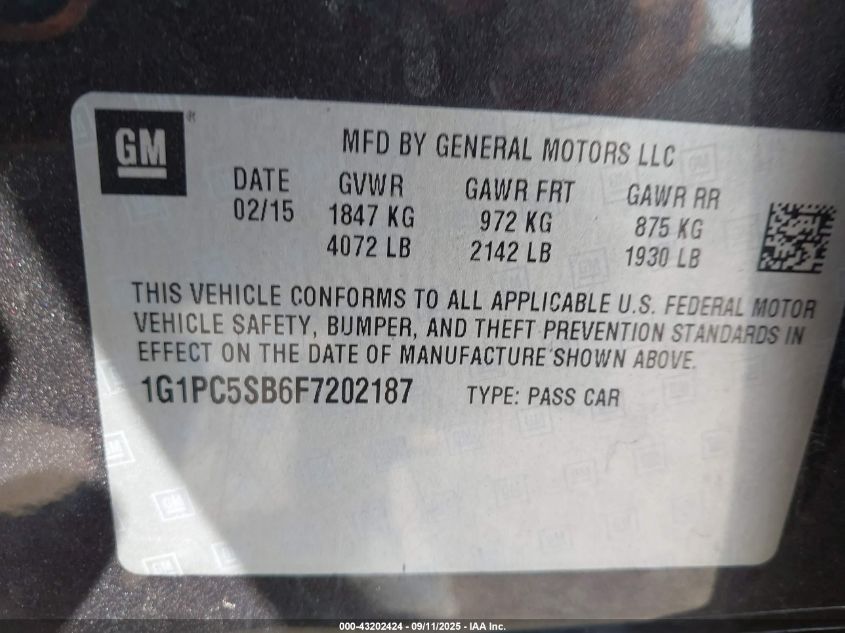 GM ®
MFD BY GENERAL MOTORS LLC
DATE GVWR GAWR FRT GAWR RR
02/15 1847 KG 972 KG 875 KG
4072 LB 2142 LB 1930 LB
THIS VEHICLE CONFORMS TO ALL APPLICABLE U.S. FEDERAL MOTOR
VEHICLE SAFETY, BUMPER, AND THEFT PREVENTION STANDARDS IN
EFFECT ON THE DATE OF MANUFACTURE SHOWN ABOVE.
1G1PC5SB6F7202187 TYPE: PASS CAR
000-43202424 - 09/11/2025 - IAA Inc.